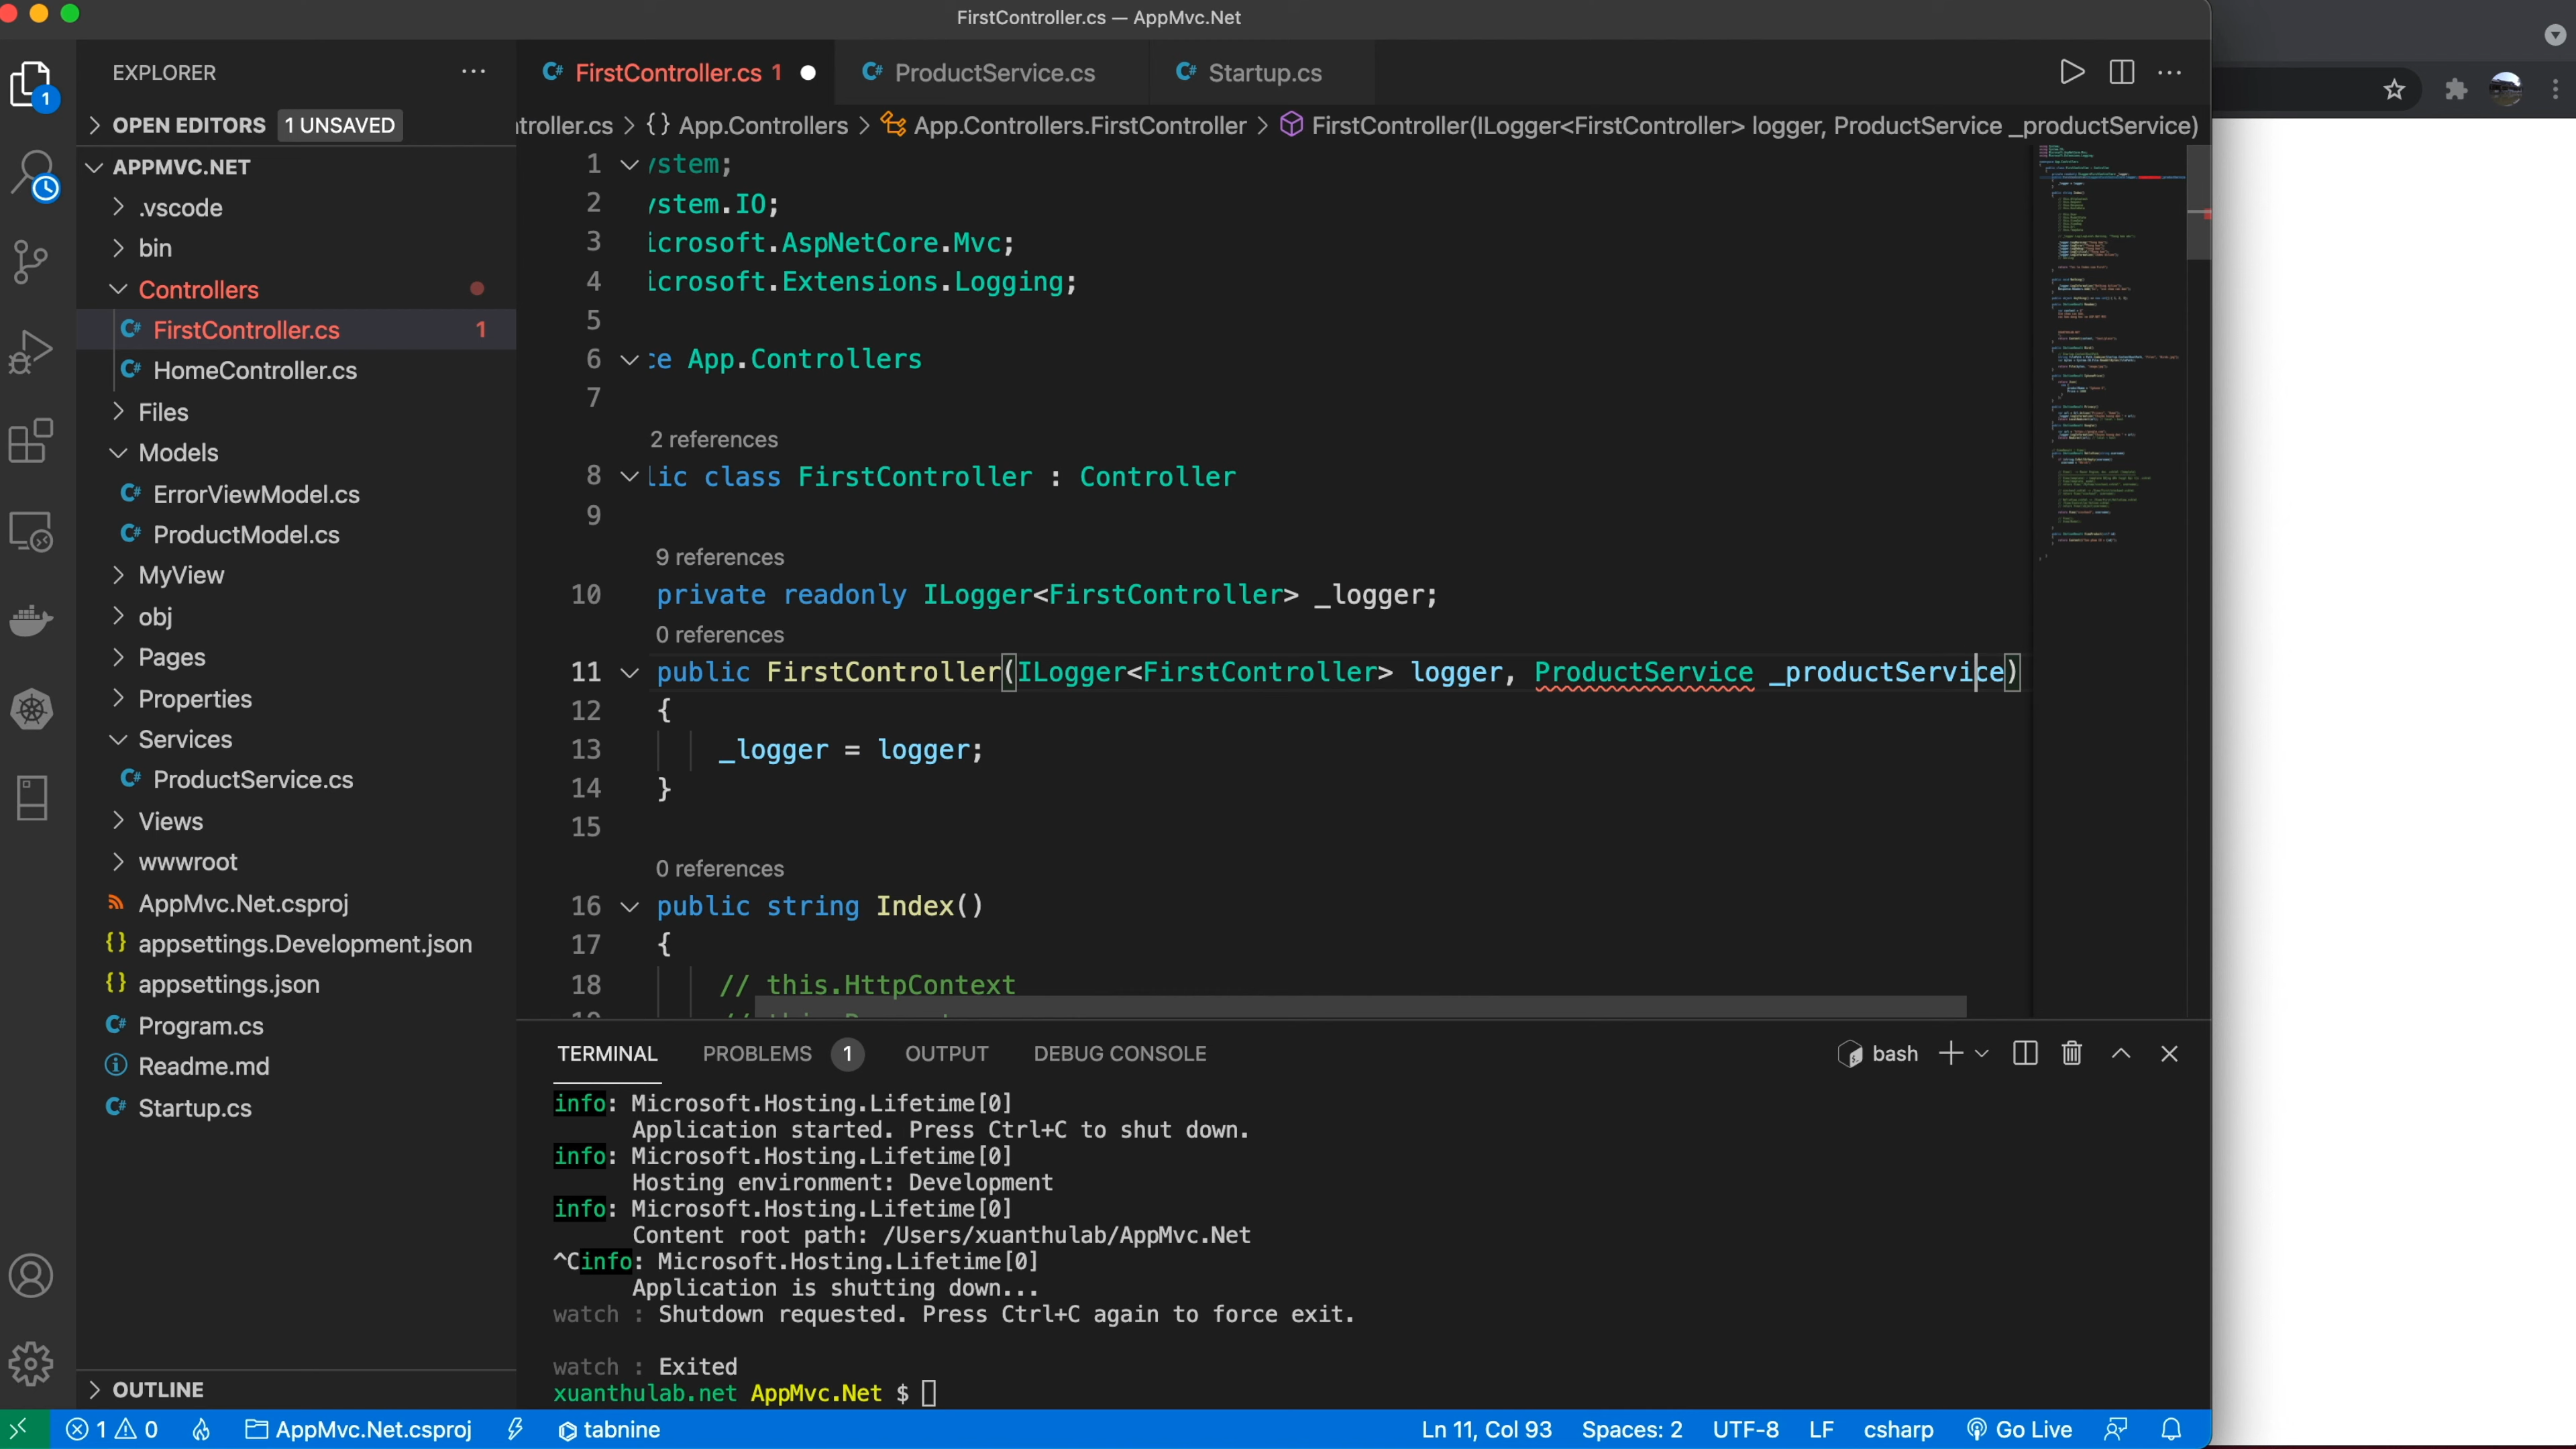 FirstController.cs — AppMvc.Net
EXPLORER
OPEN EDITORS 1 UNSAVED
APPMVC.NET
.vscode
bin
Controllers
FirstController.cs 1
HomeController.cs
Files
Models
ErrorViewModel.cs
ProductModel.cs
MyView
obj
Pages
Properties
Services
ProductService.cs
Views
wwwroot
AppMvc.Net.csproj
appsettings.Development.json
appsettings.json
Program.cs
Readme.md
Startup.cs
OUTLINE
FirstController.cs 1
ProductService.cs
Startup.cs
ntroller.cs > {} App.Controllers > App.Controllers.FirstController > FirstController(ILogger<FirstController> logger, ProductService _productService)
1 ystem;
2 ystem.IO;
3 icrosoft.AspNetCore.Mvc;
4 icrosoft.Extensions.Logging;
5
6 ce App.Controllers
7
2 references
8 lic class FirstController : Controller
9
9 references
10 private readonly ILogger<FirstController> _logger;
0 references
11 public FirstController(ILogger<FirstController> logger, ProductService _productService)
12 {
13 _logger = logger;
14 }
15
0 references
16 public string Index()
17 {
18 // this.HttpContext
TERMINAL PROBLEMS 1 OUTPUT DEBUG CONSOLE
bash
info: Microsoft.Hosting.Lifetime[0]
Application started. Press Ctrl+C to shut down.
info: Microsoft.Hosting.Lifetime[0]
Hosting environment: Development
info: Microsoft.Hosting.Lifetime[0]
Content root path: /Users/xuanthulab/AppMvc.Net
^Cinfo: Microsoft.Hosting.Lifetime[0]
Application is shutting down...
watch : Shutdown requested. Press Ctrl+C again to force exit.
watch : Exited
xuanthulab.net AppMvc.Net $
1 0 AppMvc.Net.csproj tabnine Ln 11, Col 93 Spaces: 2 UTF-8 LF csharp Go Live